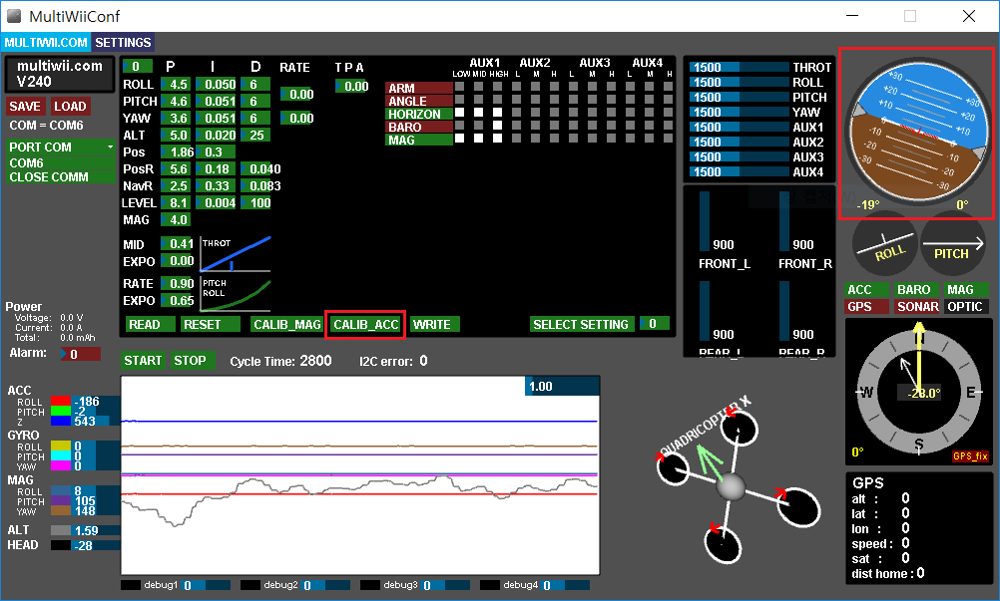 MultiWiiConf
MULTIWII.COM SETTINGS
multiwii.com
V240
SAVE LOAD
COM = COM6
PORT COM
COM6
CLOSE COMM
0 P I D RATE T P A
ROLL 4.5 0.050 6 0.00 0.00
PITCH 4.6 0.051 6
YAW 3.6 0.051 6 0.00
ALT 5.0 0.020 25
Pos 1.86 0.3
PosR 5.6 0.18 0.040
NavR 2.5 0.33 0.083
LEVEL 8.1 0.004 100
MAG 4.0
MID 0.41 THROT
EXPO 0.00
RATE 0.90 PITCH
EXPO 0.65 ROLL
AUX1 AUX2 AUX3 AUX4
LOW MID HIGH L M H L M H L M H
ARM
ANGLE
HORIZON
BARO
MAG
READ RESET CALIB_MAG CALIB_ACC WRITE SELECT SETTING 0
1500 THROT
1500 ROLL
1500 PITCH
1500 YAW
1500 AUX1
1500 AUX2
1500 AUX3
1500 AUX4
900 900
FRONT_L FRONT_R
900 900
REAR_L REAR_R
+30 +30
+20 +20
+10 +10
-10 -10
-20 -20
-30 -30
-19° 0°
ROLL PITCH
ACC BARO MAG
GPS SONAR OPTIC
N
W E
S
-28.0°
0° GPS_fix
GPS
alt : 0
lat : 0
lon : 0
speed : 0
sat : 0
dist home : 0
Power
Voltage: 0.0 V
Current: 0.0 A
Total: 0.0 mAh
Alarm: 0
START STOP Cycle Time: 2800 I2C error: 0
1.00
ACC
ROLL -186
PITCH -2
Z 543
GYRO
ROLL 0
PITCH 0
YAW 0
MAG
ROLL 8
PITCH 105
YAW 148
ALT 1.59
HEAD -28
QUADRICOPTER X
debug1 0 debug2 0 debug3 0 debug4 0